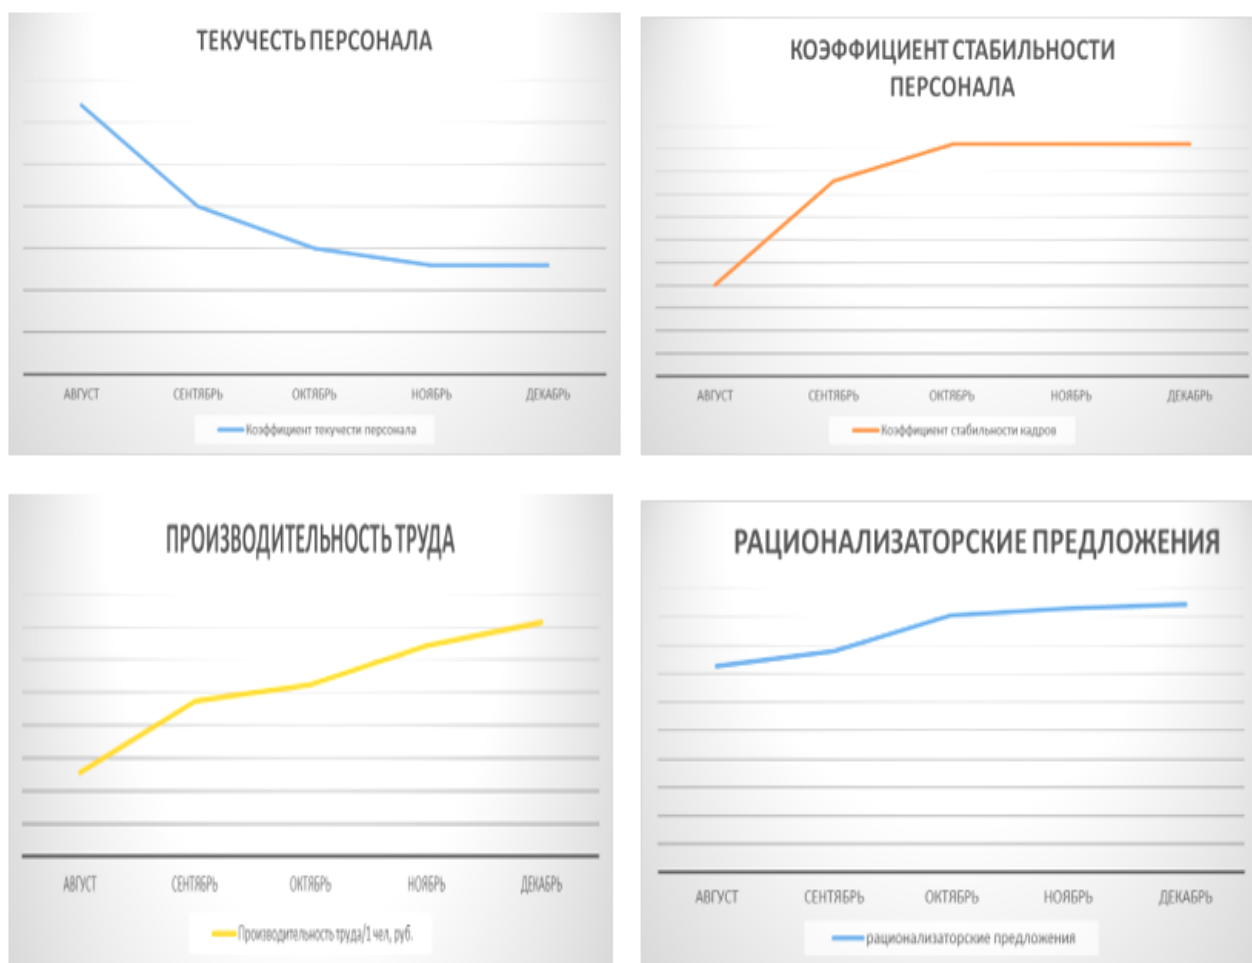 ТЕКУЧЕСТЬ ПЕРСОНАЛА
АВГУСТ СЕНТЯБРЬ ОКТЯБРЬ НОЯБРЬ ДЕКАБРЬ
Коэффициент текучести персонала
КОЭФФИЦИЕНТ СТАБИЛЬНОСТИ
ПЕРСОНАЛА
АВГУСТ СЕНТЯБРЬ ОКТЯБРЬ НОЯБРЬ ДЕКАБРЬ
Коэффициент стабильности кадров
ПРОИЗВОДИТЕЛЬНОСТЬ ТРУДА
АВГУСТ СЕНТЯБРЬ ОКТЯБРЬ НОЯБРЬ ДЕКАБРЬ
Производительность труда/1 чел, руб.
РАЦИОНАЛИЗАТОРСКИЕ ПРЕДЛОЖЕНИЯ
АВГУСТ СЕНТЯБРЬ ОКТЯБРЬ НОЯБРЬ ДЕКАБРЬ
рационализаторские предложения